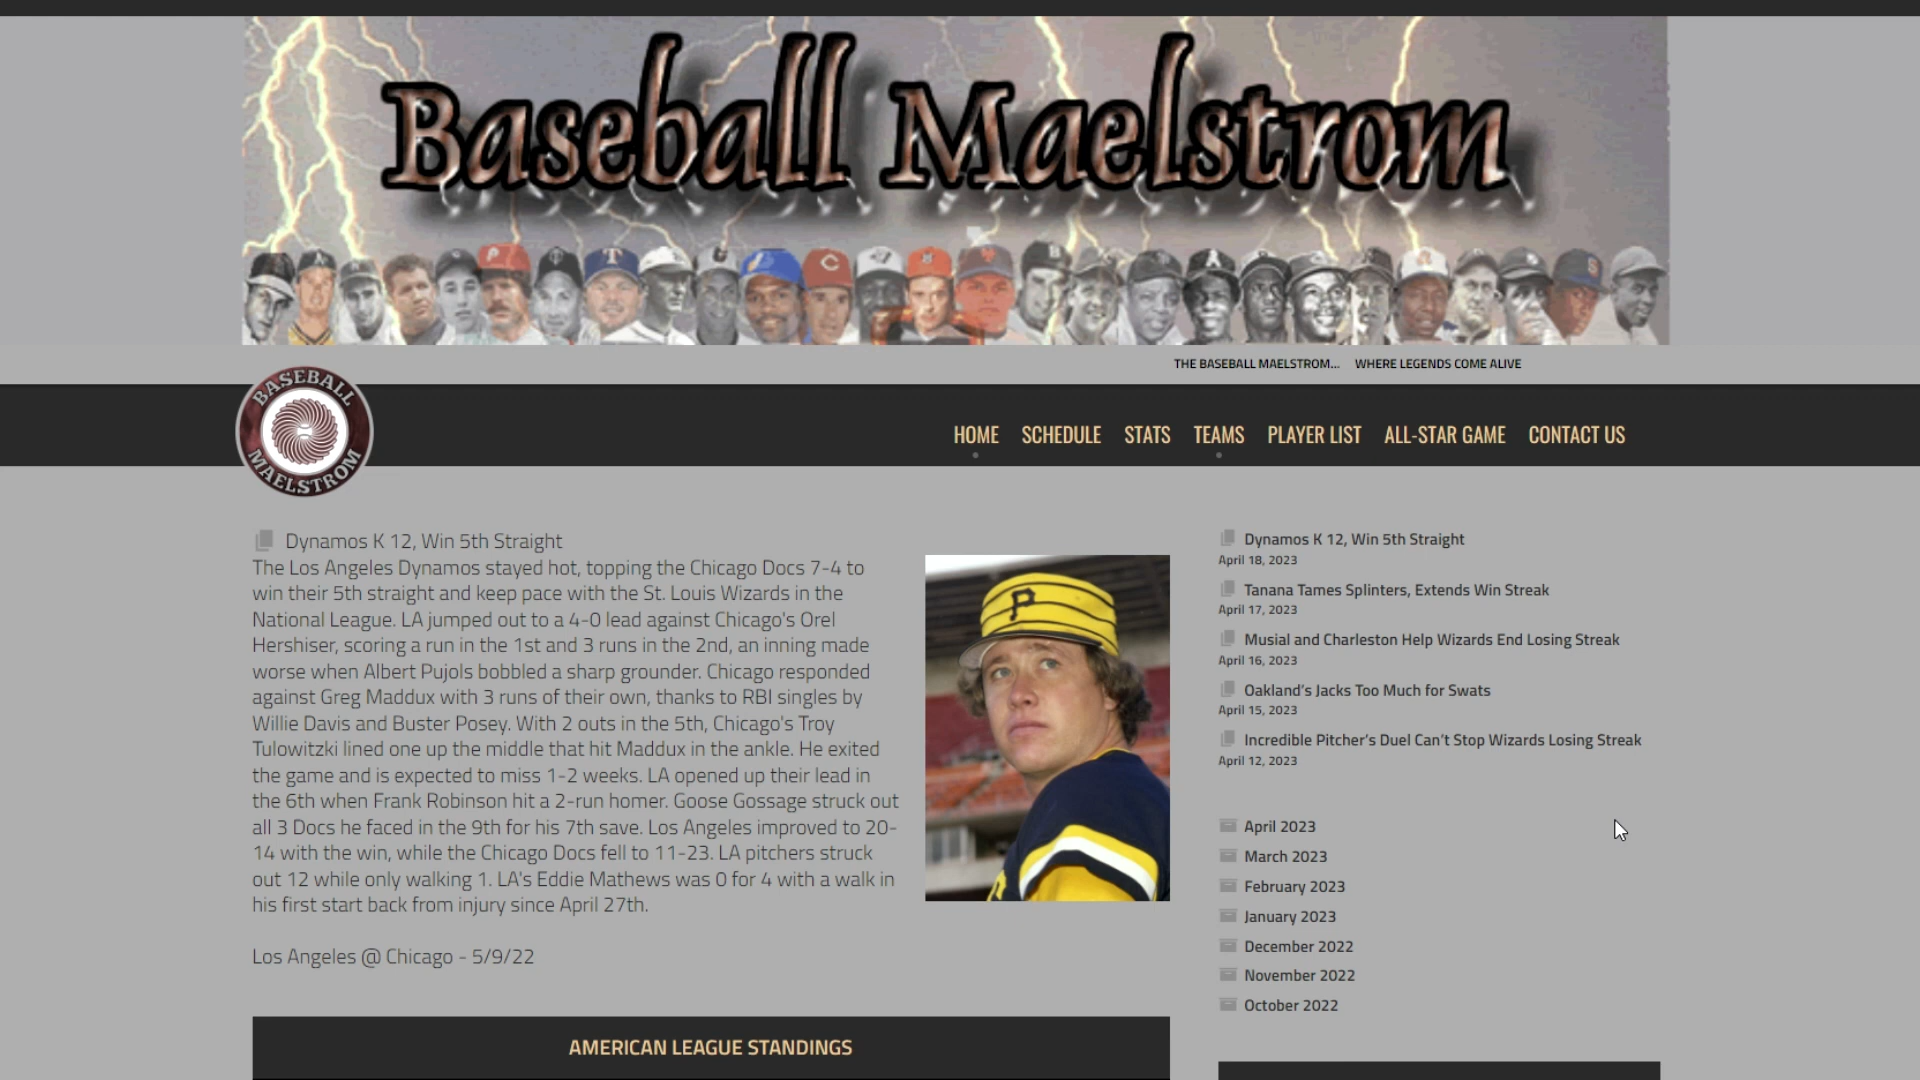 Baseball Maelstrom
THE BASEBALL MAELSTROM... WHERE LEGENDS COME ALIVE
BASEBALL MAELSTROM
HOME SCHEDULE STATS TEAMS PLAYER LIST ALL-STAR GAME CONTACT US
Dynamos K 12, Win 5th Straight
The Los Angeles Dynamos stayed hot, topping the Chicago Docs 7-4 to
win their 5th straight and keep pace with the St. Louis Wizards in the
National League. LA jumped out to a 4-0 lead against Chicago's Orel
Hershiser, scoring a run in the 1st and 3 runs in the 2nd, an inning made
worse when Albert Pujols bobbled a sharp grounder. Chicago responded
against Greg Maddux with 3 runs of their own, thanks to RBI singles by
Willie Davis and Buster Posey. With 2 outs in the 5th, Chicago's Troy
Tulowitzki lined one up the middle that hit Maddux in the ankle. He exited
the game and is expected to miss 1-2 weeks. LA opened up their lead in
the 6th when Frank Robinson hit a 2-run homer. Goose Gossage struck out
all 3 Docs he faced in the 9th for his 7th save. Los Angeles improved to 20-
14 with the win, while the Chicago Docs fell to 11-23. LA pitchers struck
out 12 while only walking 1. LA's Eddie Mathews was 0 for 4 with a walk in
his first start back from injury since April 27th.
Los Angeles @ Chicago - 5/9/22
P
AMERICAN LEAGUE STANDINGS
Dynamos K 12, Win 5th Straight
April 18, 2023
Tanana Tames Splinters, Extends Win Streak
April 17, 2023
Musial and Charleston Help Wizards End Losing Streak
April 16, 2023
Oakland's Jacks Too Much for Swats
April 15, 2023
Incredible Pitcher's Duel Can't Stop Wizards Losing Streak
April 12, 2023
April 2023
March 2023
February 2023
January 2023
December 2022
November 2022
October 2022